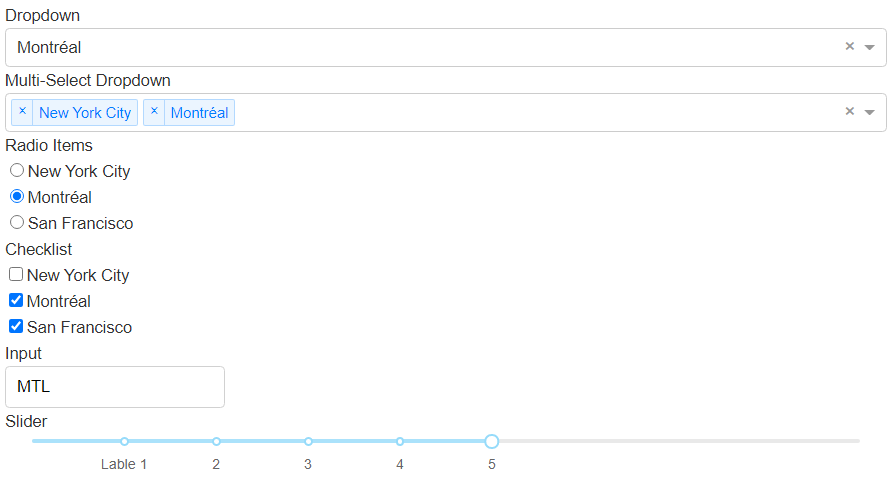 Dropdown
Montréal
Multi-Select Dropdown
× New York City × Montréal
Radio Items
New York City
Montréal
San Francisco
Checklist
New York City
Montréal
San Francisco
Input
MTL
Slider
Lable 1 2 3 4 5